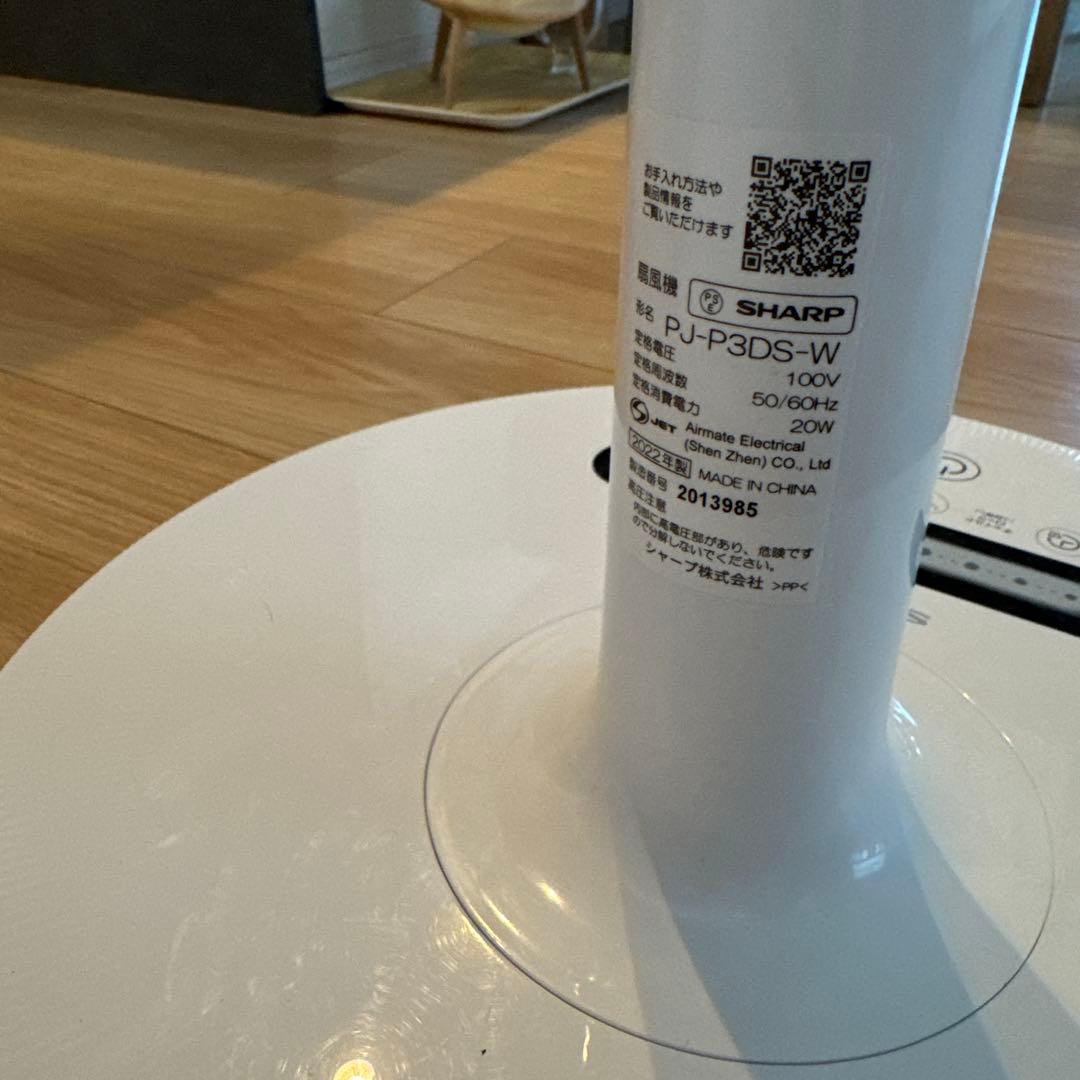 お手入れ方法や
製品情報を
ご覧いただけます
扇風機 PSE SHARP
形名 PJ-P3DS-W
定格電圧 100V
定格周波数 50/60Hz
定格消費電力 20W
S JET Airmate Electrical
(Shen Zhen) CO., Ltd
2022年製 MADE IN CHINA
製造番号 2013985
高圧注意
内部に高電圧部があり、危険です
ので分解しないでください。
シャープ株式会社 >PP<